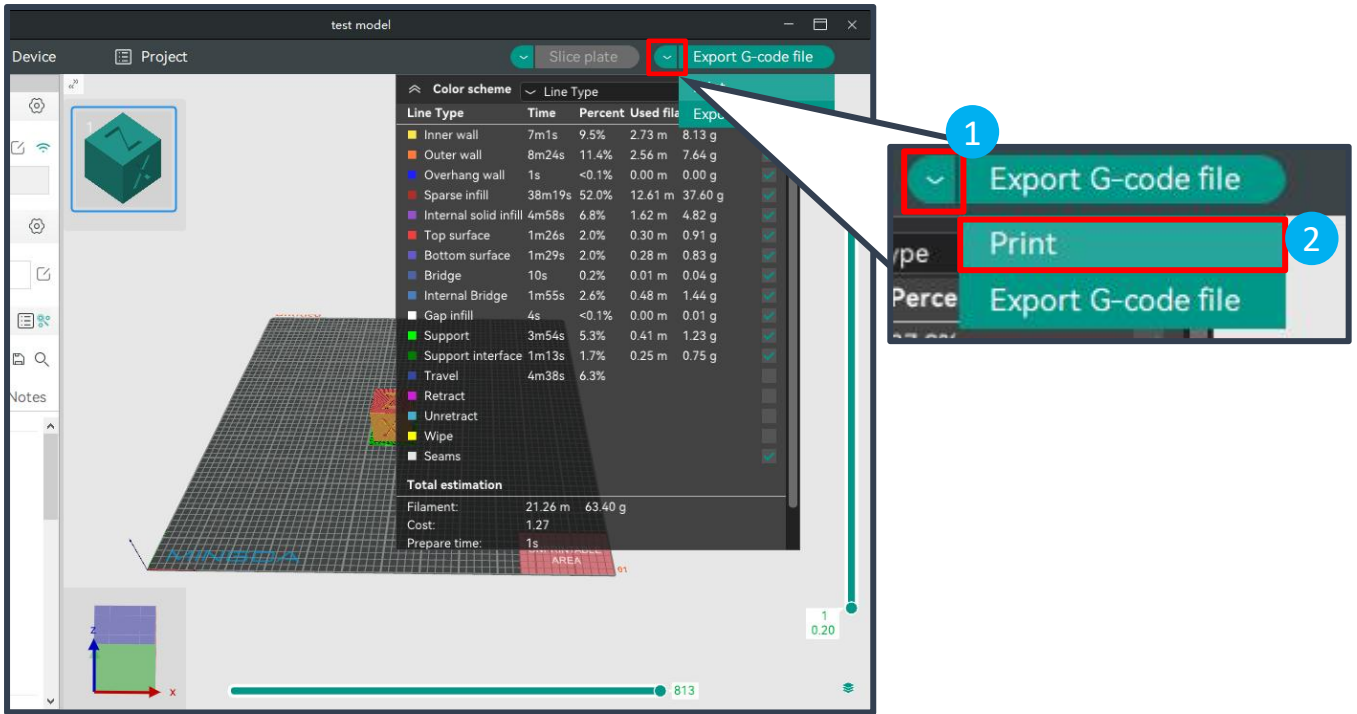 test model
Device
Project
Slice plate
Export G-code file
Color scheme
Line Type
Line Type Time Percent Used fila
Expo
Inner wall 7m1s 9.5% 2.73 m 8.13 g
Outer wall 8m24s 11.4% 2.56 m 7.64 g
Overhang wall 1s <0.1% 0.00 m 0.00 g
Sparse infill 38m19s 52.0% 12.61 m 37.60 g
Internal solid infill 4m58s 6.8% 1.62 m 4.82 g
Top surface 1m26s 2.0% 0.30 m 0.91 g
Bottom surface 1m29s 2.0% 0.28 m 0.83 g
Bridge 10s 0.2% 0.01 m 0.04 g
Internal Bridge 1m55s 2.6% 0.48 m 1.44 g
Gap infill 4s <0.1% 0.00 m 0.01 g
Support 3m54s 5.3% 0.41 m 1.23 g
Support interface 1m13s 1.7% 0.25 m 0.75 g
Travel 4m38s 6.3%
Retract
Unretract
Wipe
Seams
Total estimation
Filament: 21.26 m 63.40 g
Cost: 1.27
Prepare time: 1s
Notes
1
Z
X
MINGDA
AREA
01
z
x
813
1
0.20
1
Export G-code file
Print
2
ype
Perce
Export G-code file